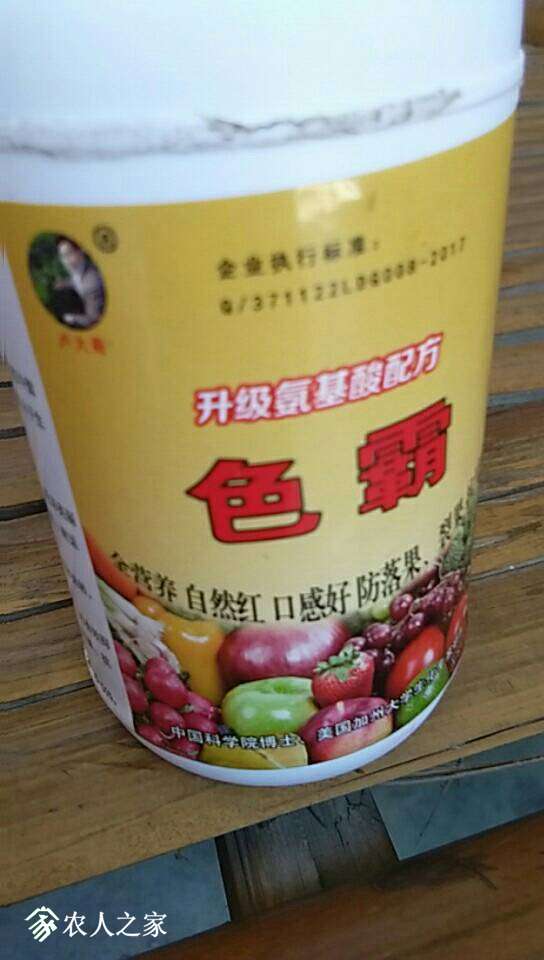 企业执行标准：
Q/371122LDG008-2017
升级氨基酸配方
色霸
全营养 自然红 口感好 防落果、裂果
中国科学院博士、美国加州大学
农人之家